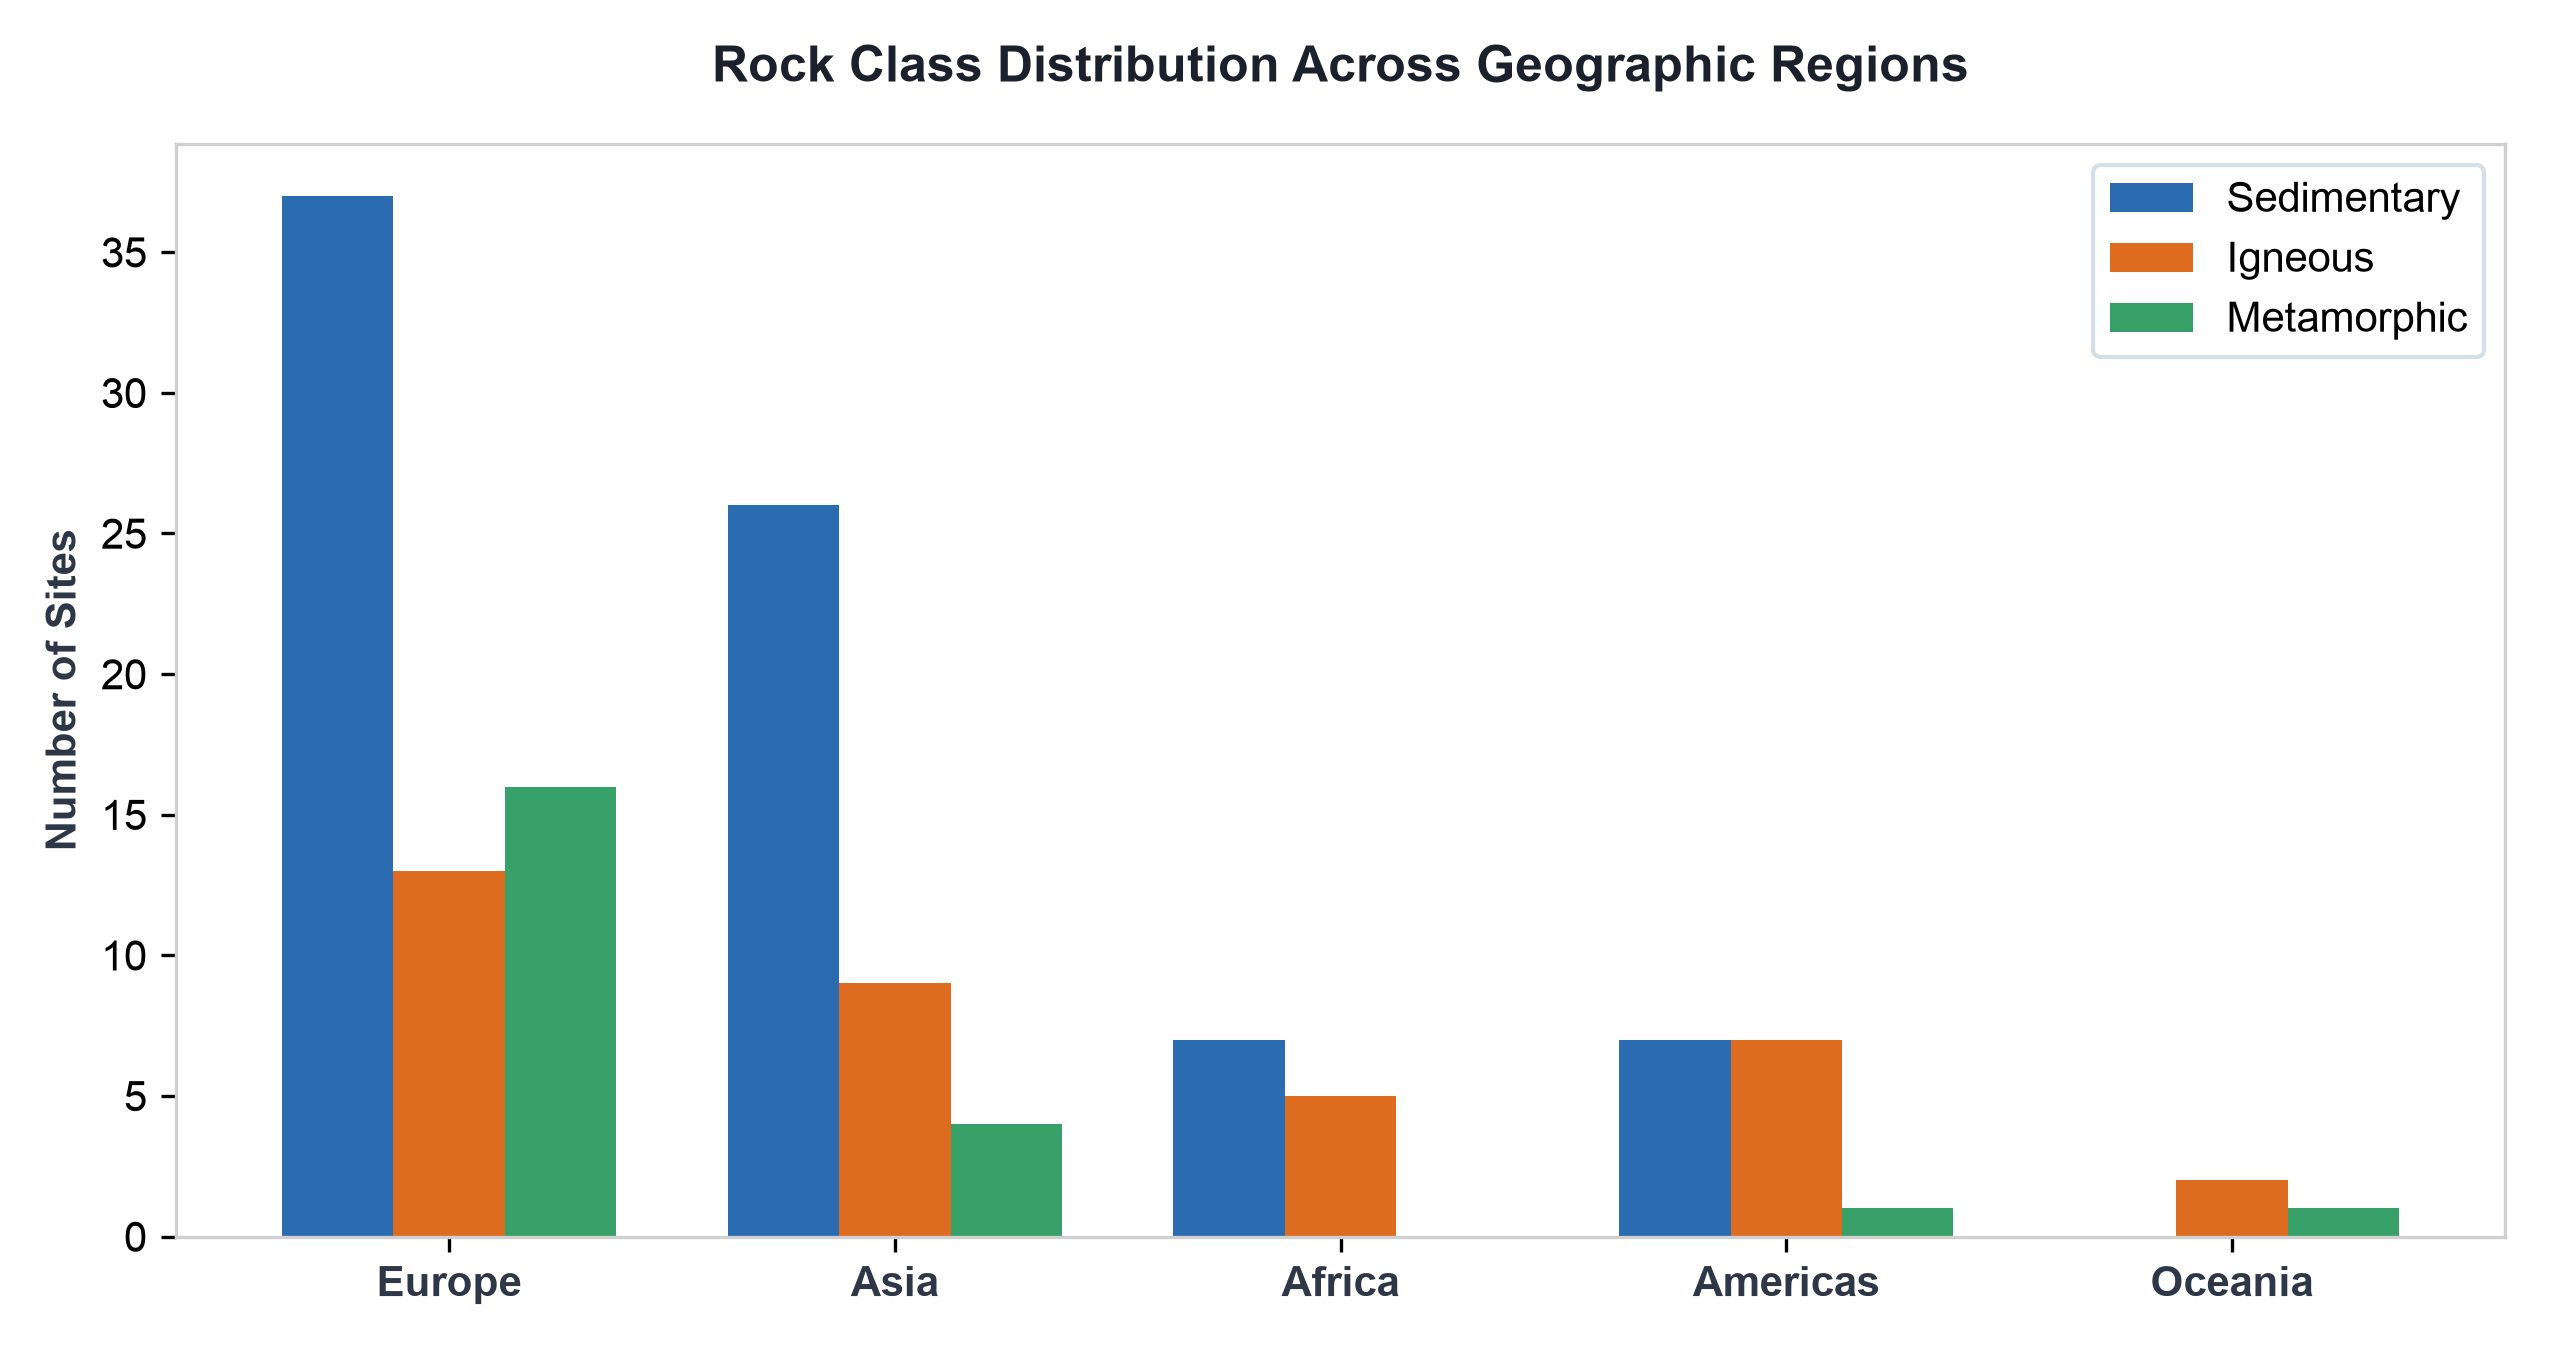 Rock Class Distribution Across Geographic Regions
Sedimentary
Igneous
Metamorphic
Number of Sites
35
30
25
20
15
10
5
0
Europe
Asia
Africa
Americas
Oceania